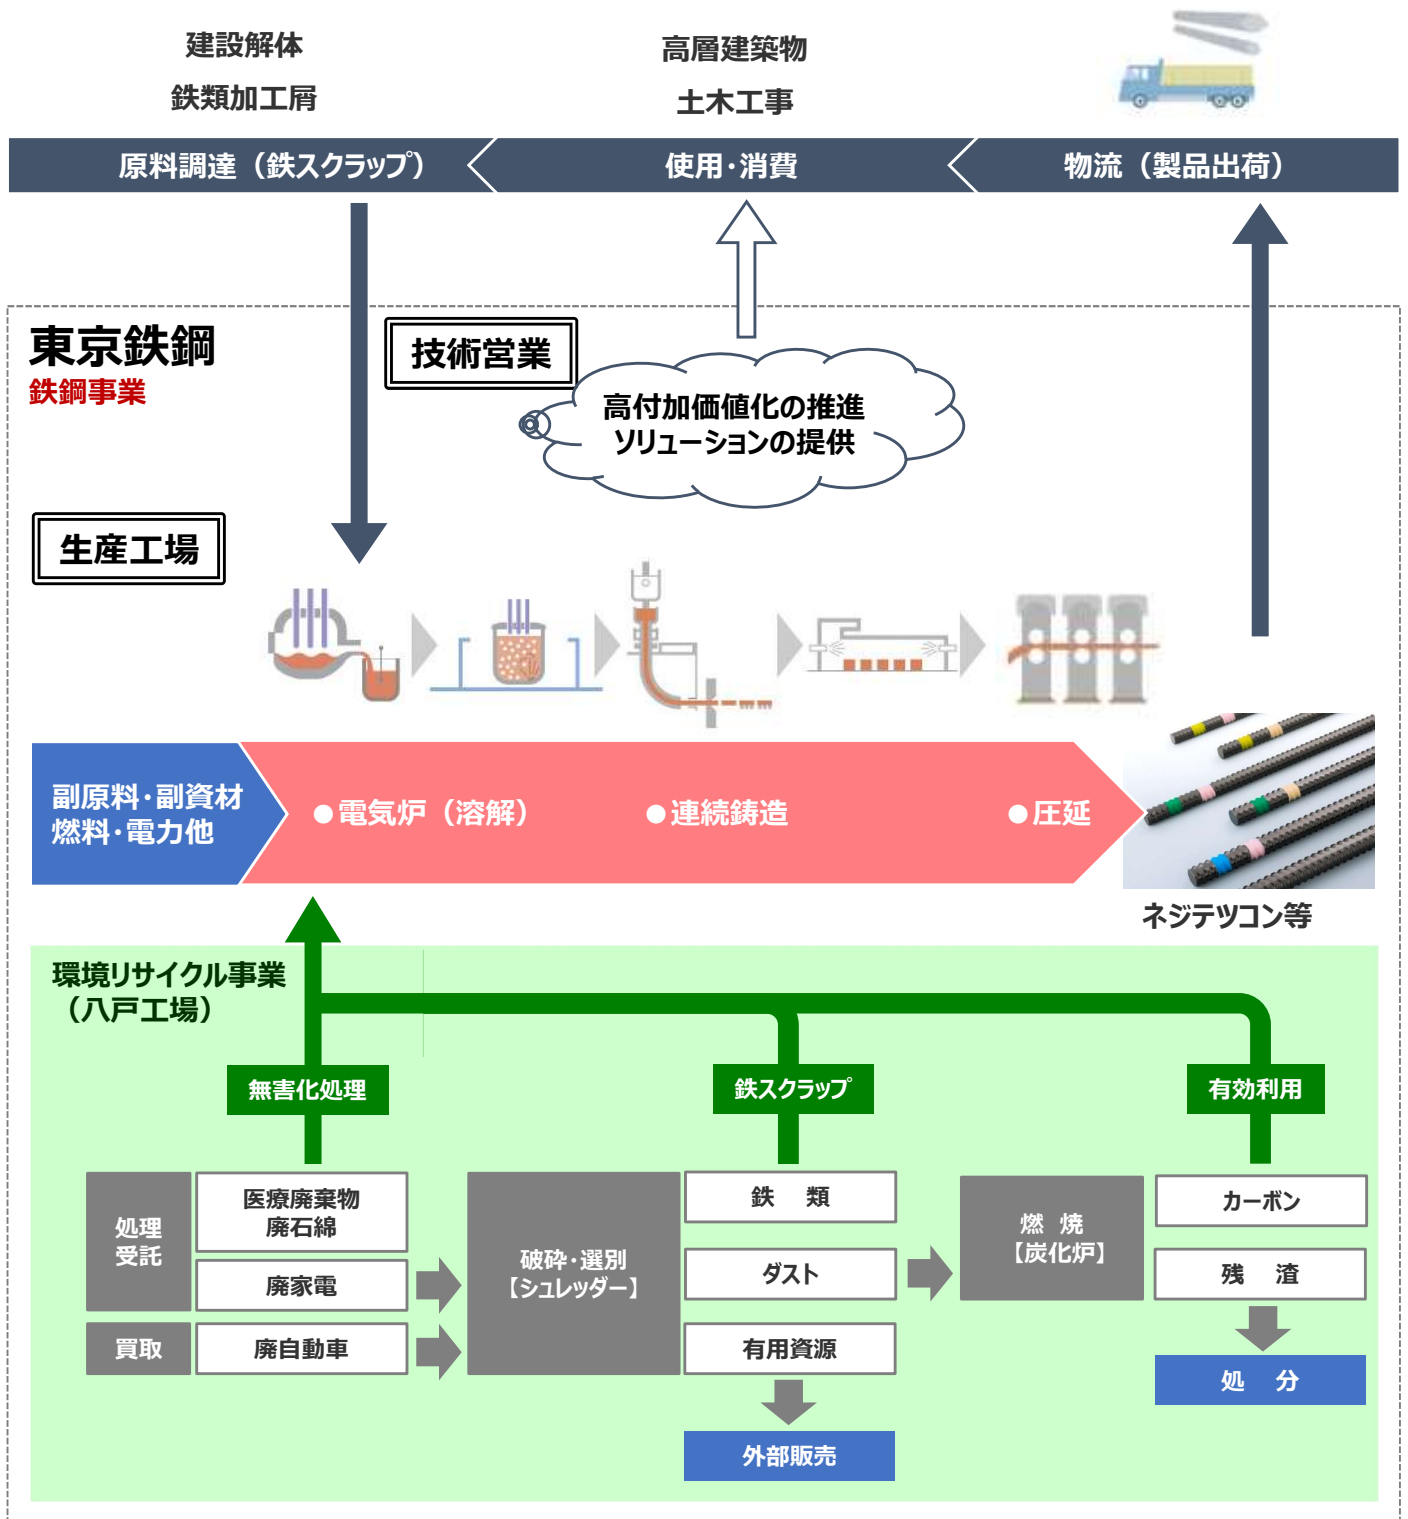 建設解体
鉄類加工屑
高層建築物
土木工事
原料調達（鉄スクラップ）
使用・消費
物流（製品出荷）
東京鉄鋼
鉄鋼事業
技術営業
高付加価値化の推進
ソリューションの提供
生産工場
副原料・副資材
燃料・電力他
●電気炉（溶解）
●連続鋳造
●圧延
ネジテツコン等
環境リサイクル事業
（八戸工場）
無害化処理
鉄スクラップ
有効利用
処理
受託
医療廃棄物
廃石綿
廃家電
買取
廃自動車
破砕・選別
【シュレッダー】
鉄　類
ダスト
有用資源
外部販売
燃 焼
【炭化炉】
カーボン
残　渣
処　分